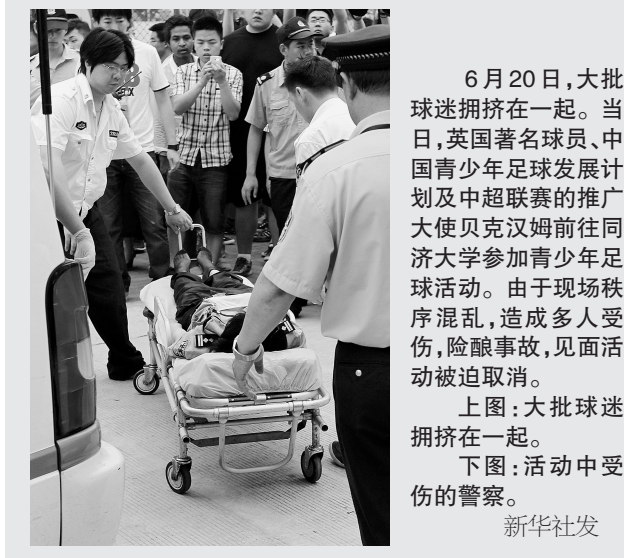 6月20日,大批
球迷拥挤在一起。当
日,英国著名球员、中
国青少年足球发展计
划及中超联赛的推广
大使贝克汉姆前往同
济大学参加青少年足
球活动。由于现场秩
序混乱,造成多人受
伤,险酿事故,见面活
动被迫取消。
上图:大批球迷
拥挤在一起。
下图:活动中受
伤的警察。
新华社发